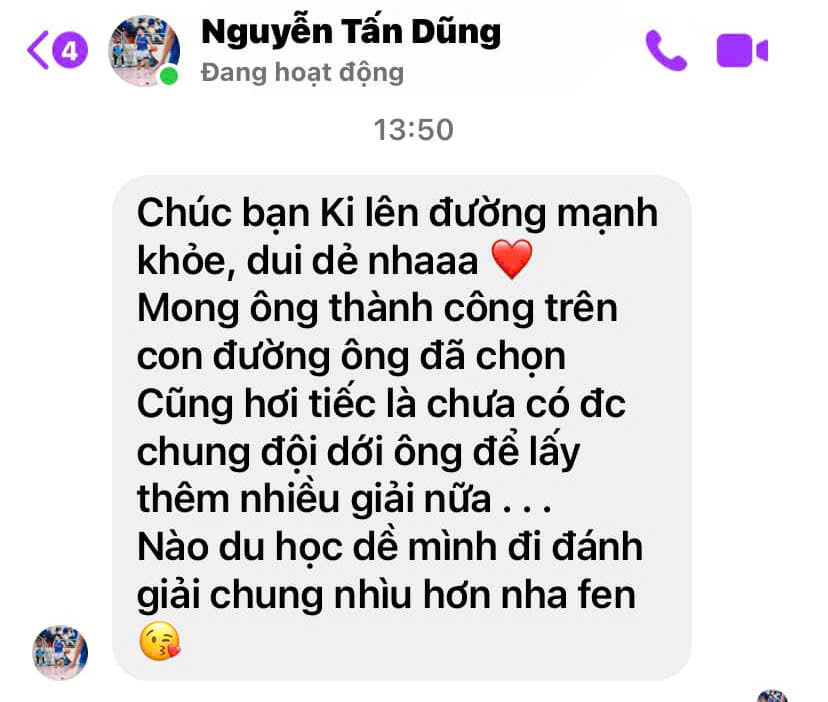 4
Nguyễn Tấn Dũng
Đang hoạt động
13:50
Chúc bạn Ki lên đường mạnh
khỏe, dui dẻ nhaaa ❤️
Mong ông thành công trên
con đường ông đã chọn
Cũng hơi tiếc là chưa có đc
chung đội dới ông để lấy
thêm nhiều giải nữa . . .
Nào du học dề mình đi đánh
giải chung nhìu hơn nha fen
😘